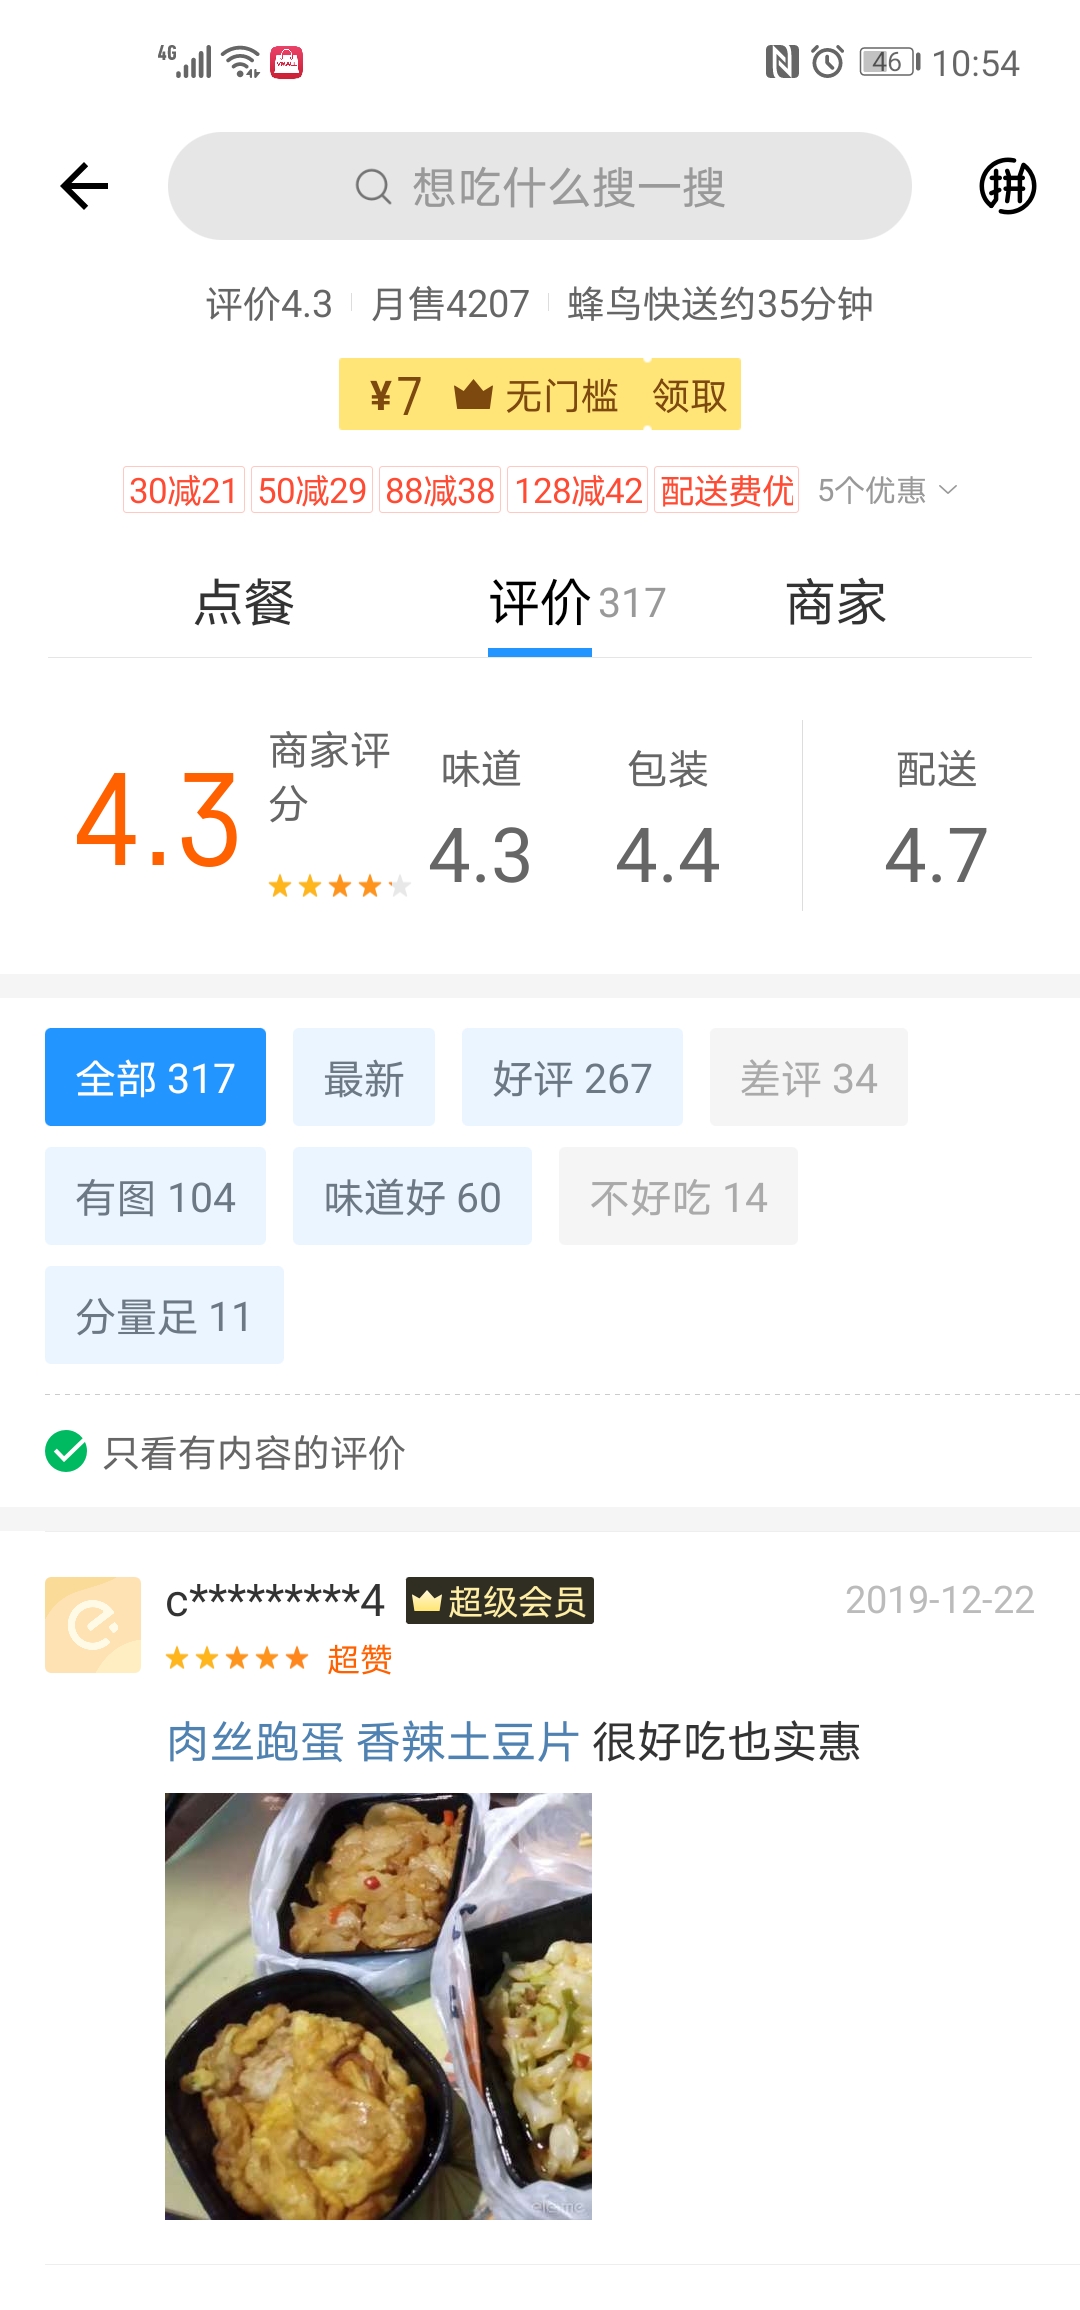 4G 46 10:54
VMALL
想吃什么搜一搜 拼
评价4.3 月售4207 蜂鸟快送约35分钟
¥7 无门槛 领取
30减21 50减29 88减38 128减42 配送费优 5个优惠
点餐 评价 317 商家
4.3 商家评分 味道 4.3 包装 4.4 配送 4.7
全部 317 最新 好评 267 差评 34
有图 104 味道好 60 不好吃 14
分量足 11
只看有内容的评价
c*********4 超级会员 2019-12-22
超赞
肉丝跑蛋 香辣土豆片 很好吃也实惠